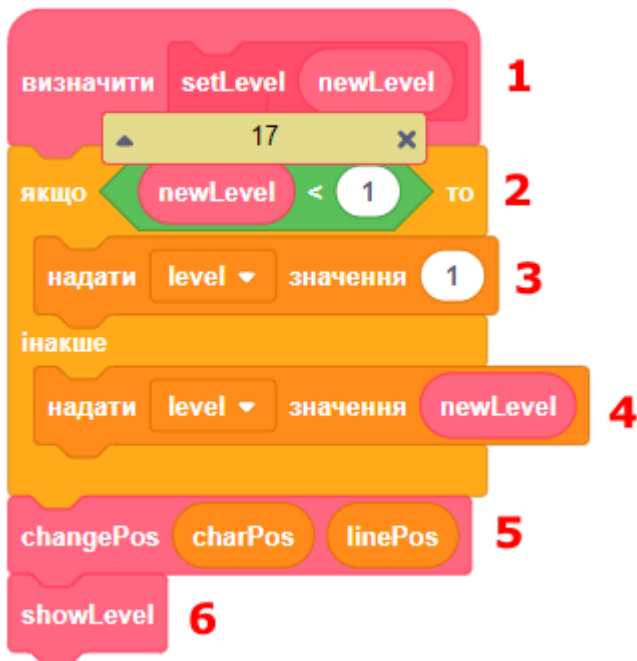 визначити setLevel newLevel 1
17
якщо newLevel < 1 то 2
надати level значення 1 3
інакше
надати level значення newLevel 4
changePos charPos linePos 5
showLevel 6